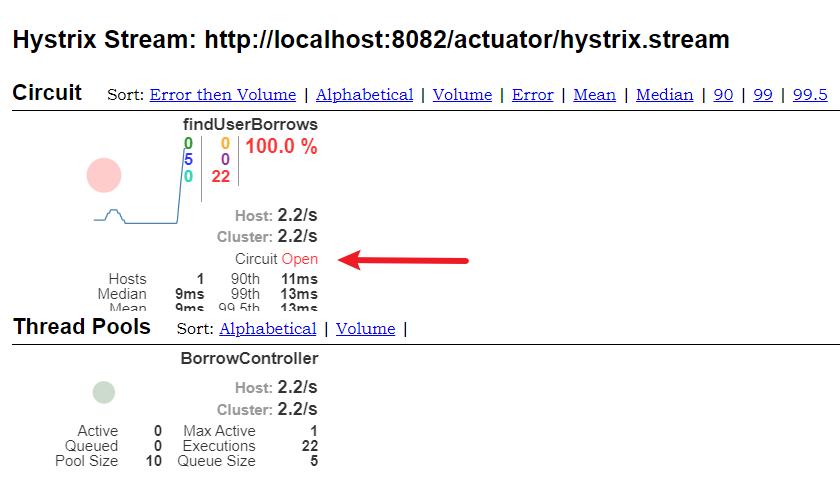 Hystrix Stream: http://localhost:8082/actuator/hystrix.stream
Circuit Sort: Error then Volume | Alphabetical | Volume | Error | Mean | Median | 90 | 99 | 99.5
findUserBorrows
0 0 100.0 %
5 0
0 22
Host: 2.2/s
Cluster: 2.2/s
Circuit Open
Hosts 1 90th 11ms
Median 9ms 99th 13ms
Mean 9ms 99.5th 13ms
Thread Pools Sort: Alphabetical | Volume |
BorrowController
Host: 2.2/s
Cluster: 2.2/s
Active 0 Max Active 1
Queued 0 Executions 22
Pool Size 10 Queue Size 5